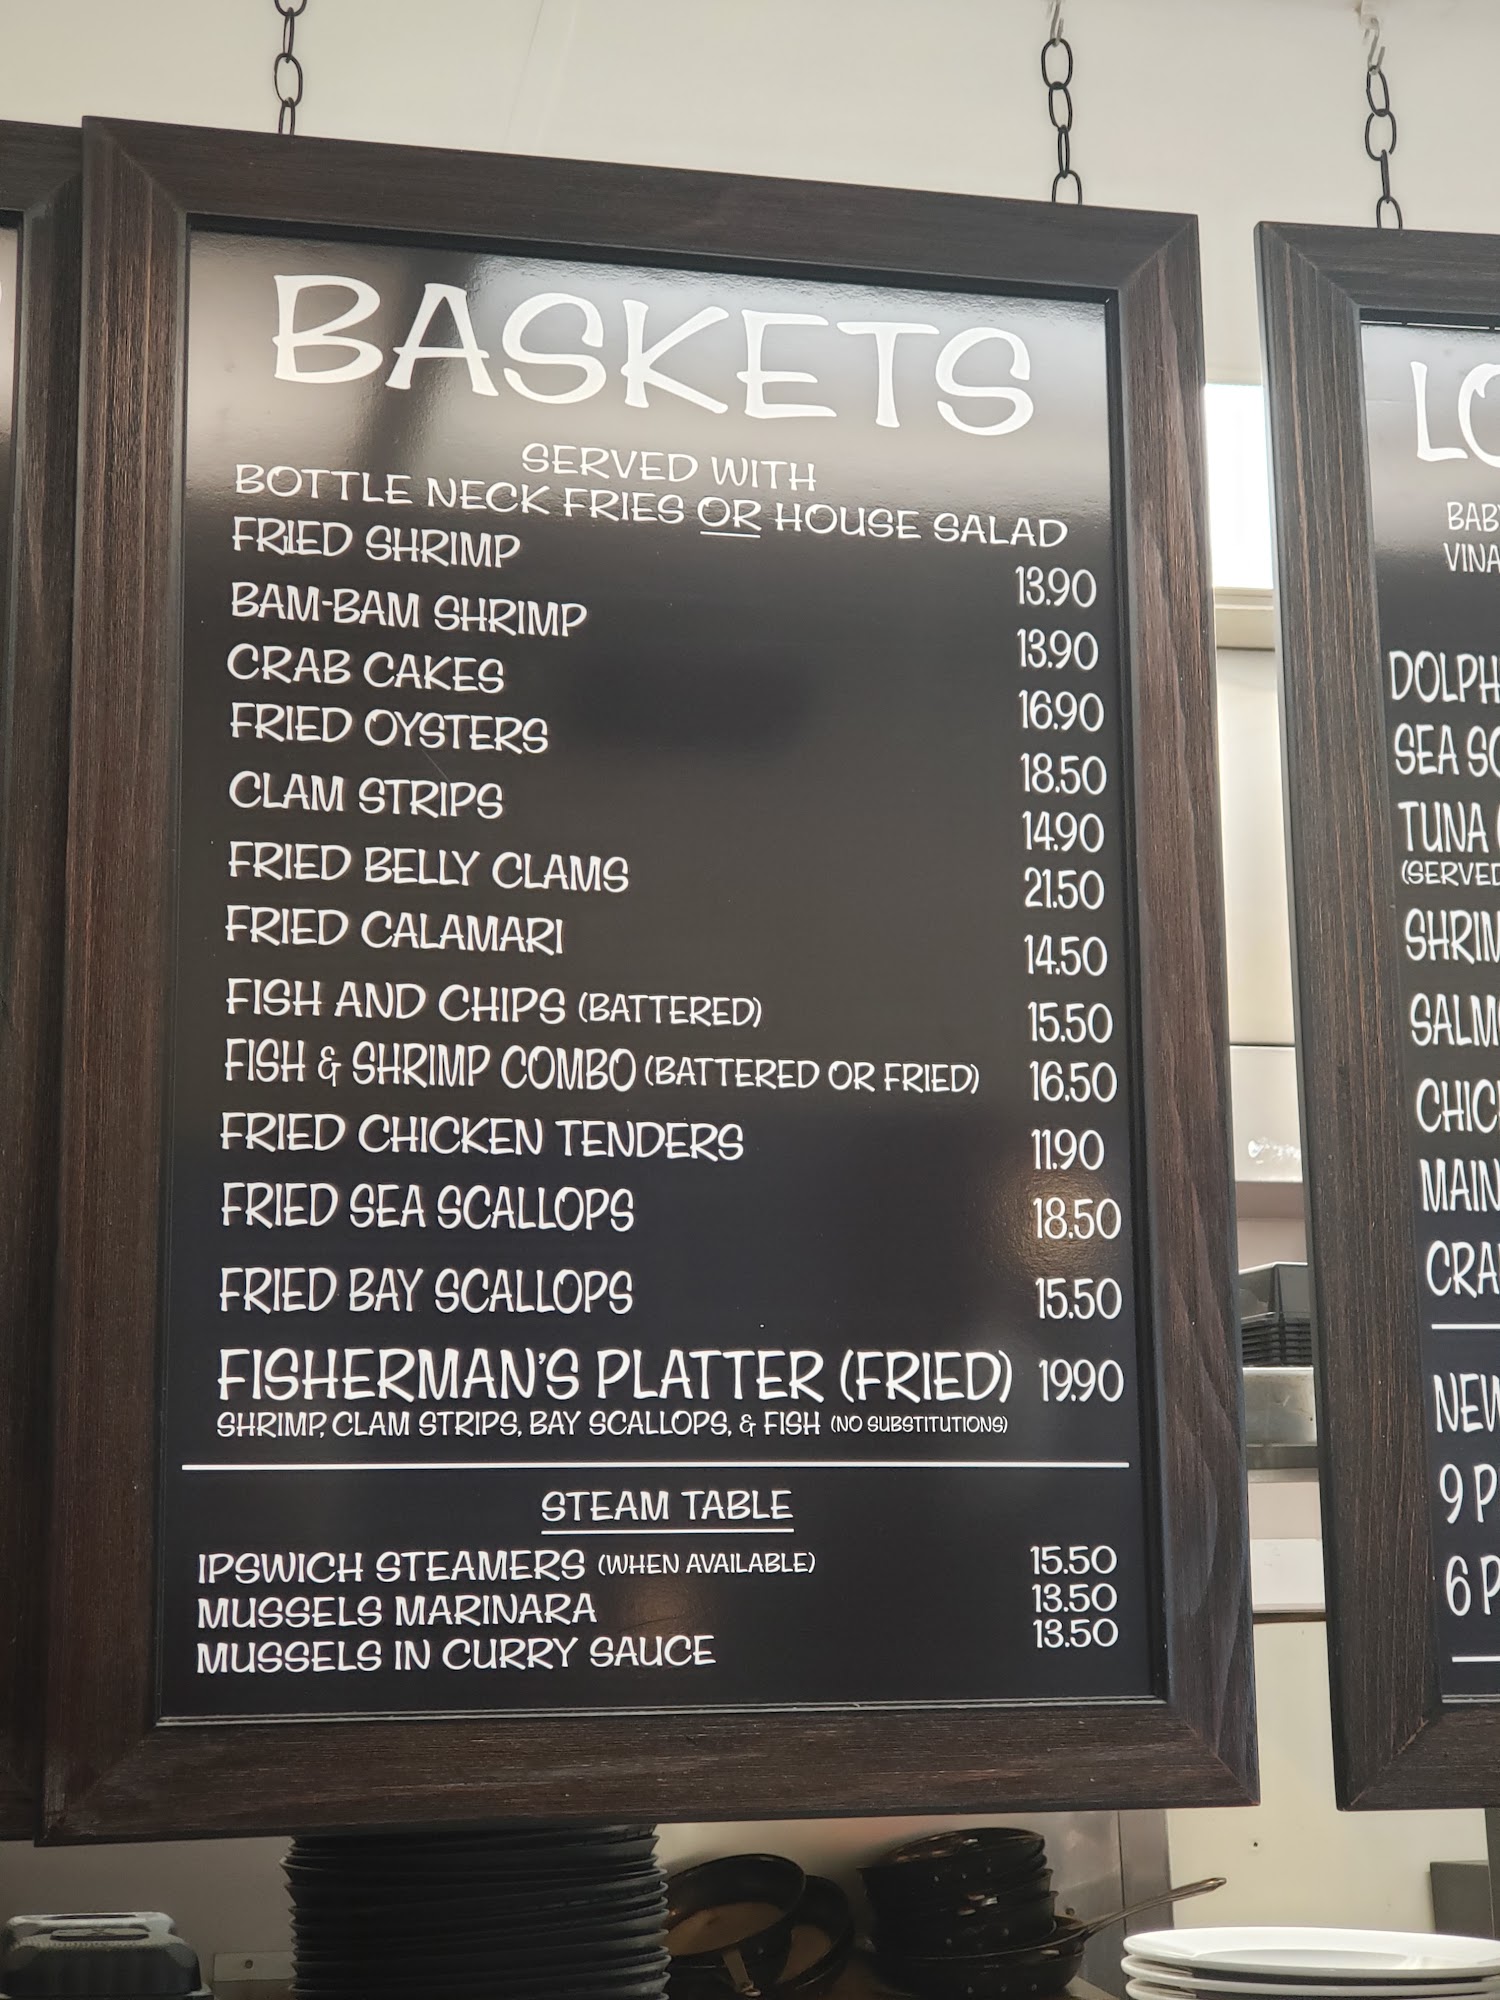 BASKETS
SERVED WITH
BOTTLE NECK FRIES OR HOUSE SALAD
FRIED SHRIMP 13.90
BAM-BAM SHRIMP 13.90
CRAB CAKES 16.90
FRIED OYSTERS 18.50
CLAM STRIPS 14.90
FRIED BELLY CLAMS 21.50
FRIED CALAMARI 14.50
FISH AND CHIPS (BATTERED) 15.50
FISH & SHRIMP COMBO (BATTERED OR FRIED) 16.50
FRIED CHICKEN TENDERS 11.90
FRIED SEA SCALLOPS 18.50
FRIED BAY SCALLOPS 15.50
FISHERMAN'S PLATTER (FRIED) 19.90
SHRIMP, CLAM STRIPS, BAY SCALLOPS, & FISH (NO SUBSTITUTIONS)
STEAM TABLE
IPSWICH STEAMERS (WHEN AVAILABLE) 15.50
MUSSELS MARINARA 13.50
MUSSELS IN CURRY SAUCE 13.50
SEA
TUNA
(SERVED
9
6